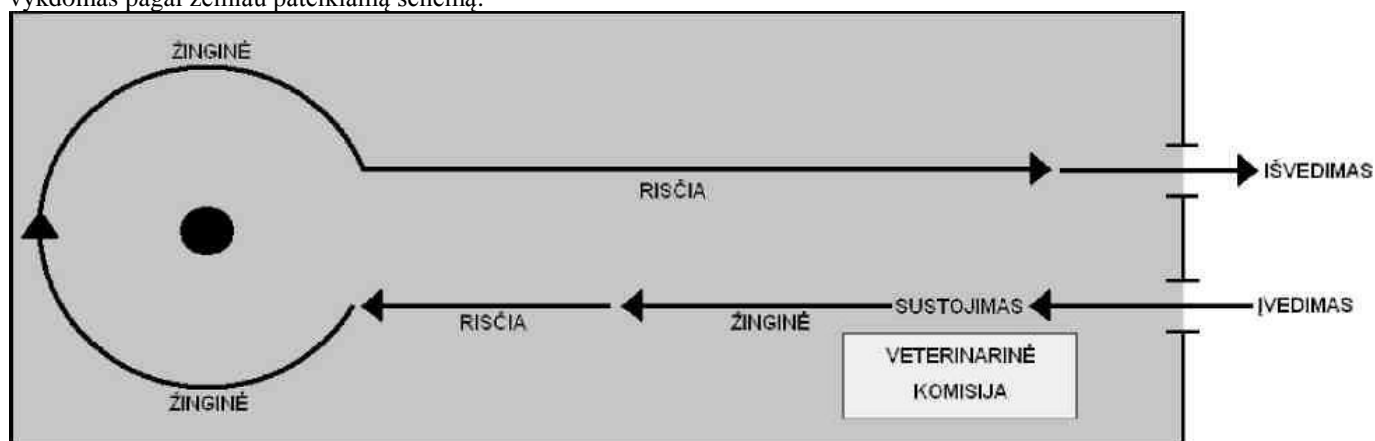 vykdomas pagal žemiau pateikiamą schemą:
ŽINGINĖ
RISČIA
IŠVEDIMAS
RISČIA
ŽINGINĖ
SUSTOJIMAS
ĮVEDIMAS
VETERINARINĖ
KOMISIJA
ŽINGINĖ